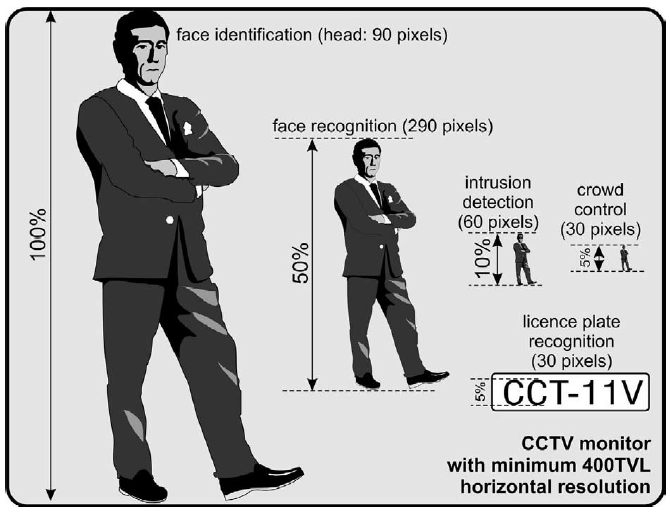 face identification (head: 90 pixels)
100%
face recognition (290 pixels)
50%
intrusion
detection
(60 pixels)
10%
crowd
control
(30 pixels)
5%
licence plate
recognition
(30 pixels)
5%
CCT-11V
CCTV monitor
with minimum 400TVL
horizontal resolution